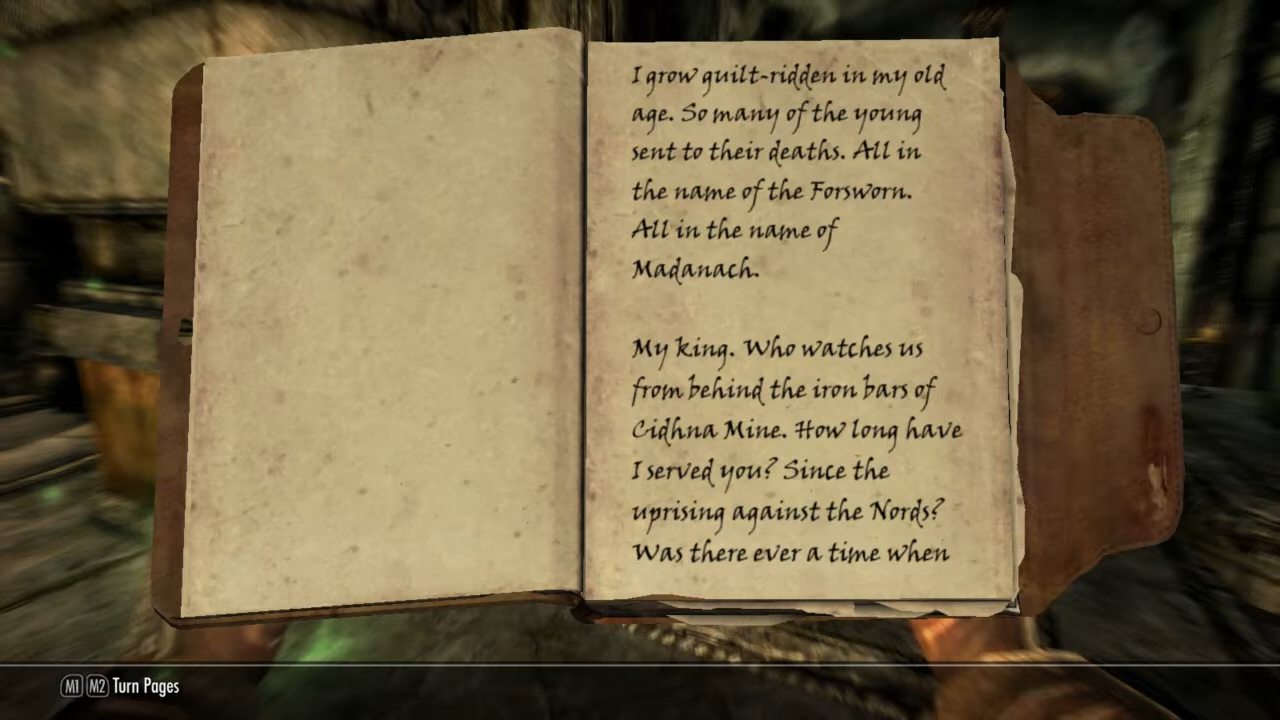 I grow guilt-ridden in my old
age. So many of the young
sent to their deaths. All in
the name of the Forsworn.
All in the name of
Madanach.
My king. Who watches us
from behind the iron bars of
Cidhna Mine. How long have
I served you? Since the
uprising against the Nords?
Was there ever a time when
M1 M2 Turn Pages